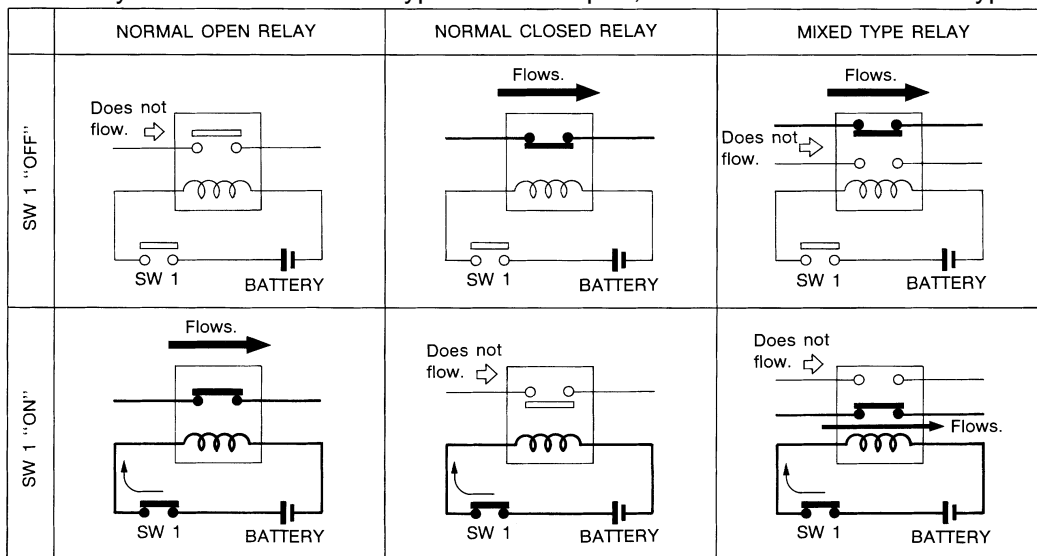 NORMAL OPEN RELAY
NORMAL CLOSED RELAY
MIXED TYPE RELAY
SW 1 "OFF"
Does not
flow.
SW 1
BATTERY
Flows.
SW 1
BATTERY
Flows.
Does not
flow.
SW 1
BATTERY
SW 1 "ON"
Flows.
SW 1
BATTERY
Does not
flow.
SW 1
BATTERY
Does not
flow.
Flows.
SW 1
BATTERY